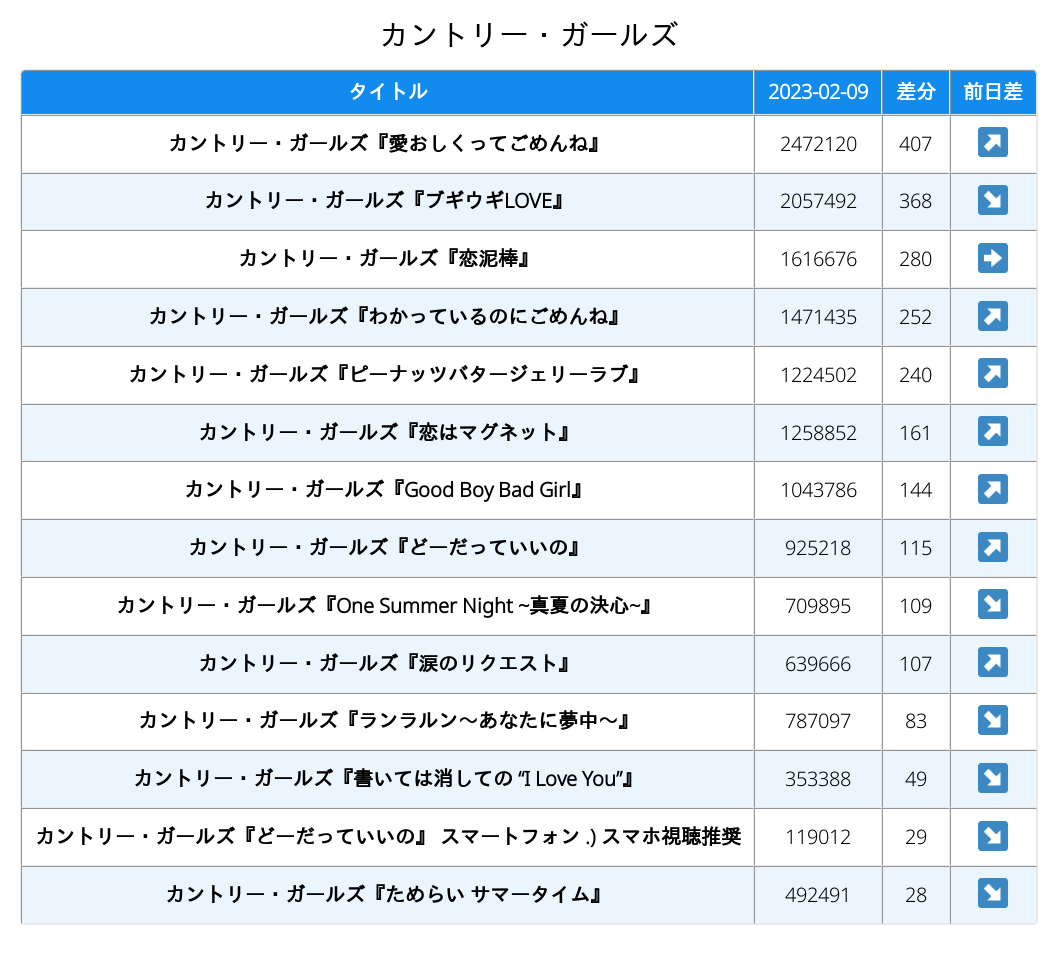 カントリー・ガールズ
タイトル 2023-02-09 差分 前日差
カントリー・ガールズ『愛おしくってごめんね』 2472120 407 ↗
カントリー・ガールズ『ブギウギLOVE』 2057492 368 ↘
カントリー・ガールズ『恋泥棒』 1616676 280 ➡
カントリー・ガールズ『わかっているのにごめんね』 1471435 252 ↗
カントリー・ガールズ『ピーナッツバタージェリーラブ』 1224502 240 ↗
カントリー・ガールズ『恋はマグネット』 1258852 161 ↗
カントリー・ガールズ『Good Boy Bad Girl』 1043786 144 ↗
カントリー・ガールズ『どーだっていいの』 925218 115 ↗
カントリー・ガールズ『One Summer Night ~真夏の決心~』 709895 109 ↘
カントリー・ガールズ『涙のリクエスト』 639666 107 ↗
カントリー・ガールズ『ランラルン〜あなたに夢中〜』 787097 83 ↘
カントリー・ガールズ『書いては消しての “I Love You”』 353388 49 ↘
カントリー・ガールズ『どーだっていいの』 スマートフォン .) スマホ視聴推奨 119012 29 ↘
カントリー・ガールズ『ためらい サマータイム』 492491 28 ↘